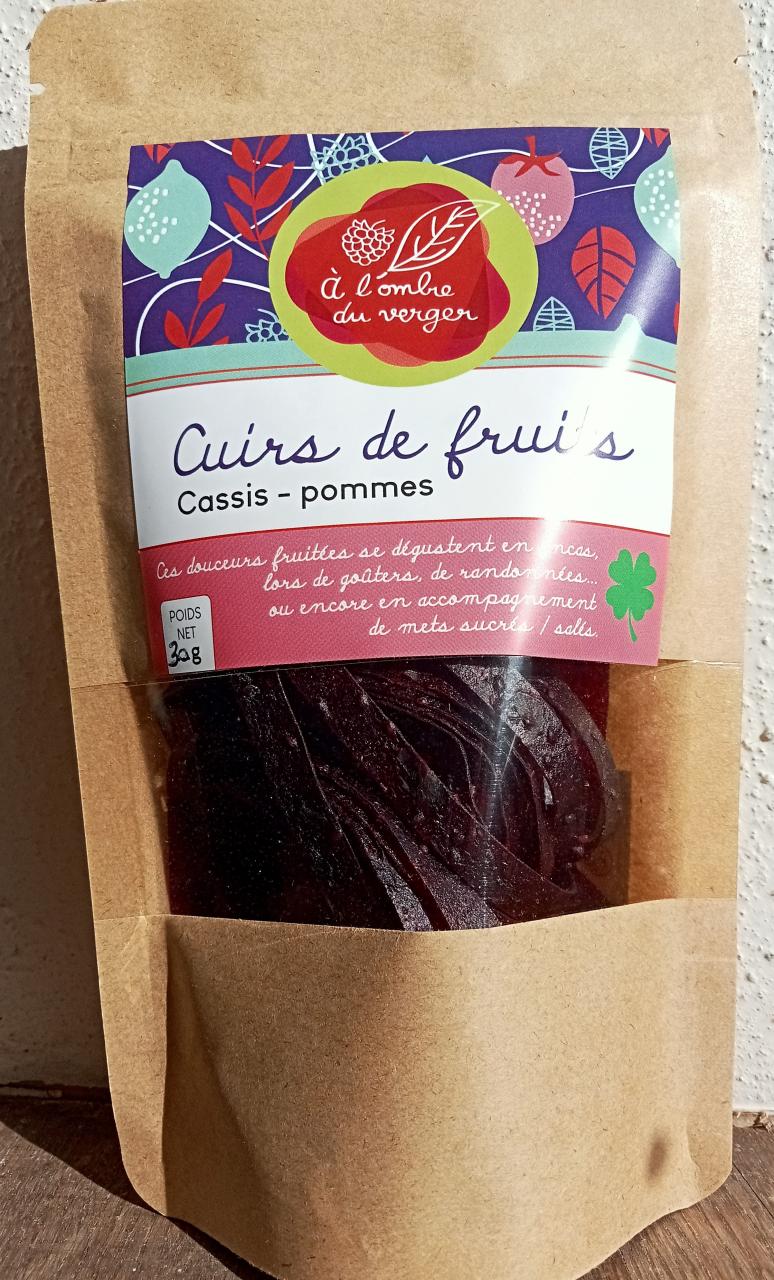 À l'ombre
du verger
Cuirs de fruits
Cassis - pommes
Ces douceurs fruitées se dégustent en encas,
lors de goûters, de randonnées...
ou encore en accompagnement
de mets sucrés / salés.
POIDS
NET
30g